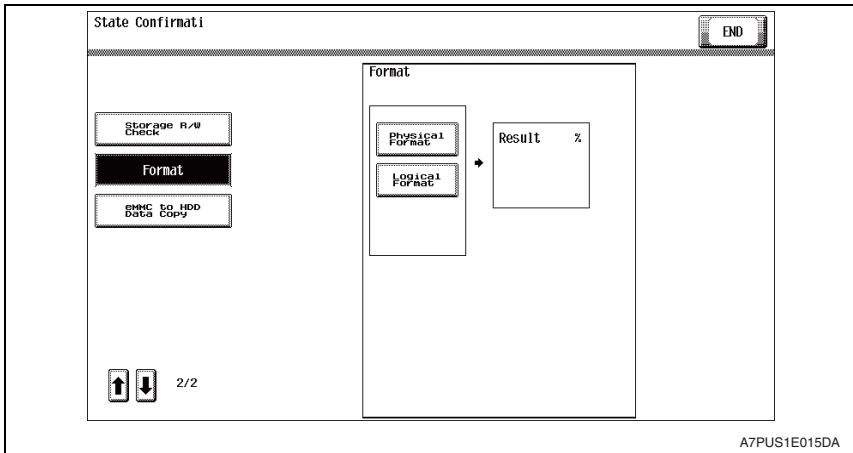 State Confirmati
END
Storage R/W
Check
Format
eMMC to HDD
Data Copy
2/2
Format
Physical
Format
Logical
Format
Result %
A7PUS1E015DA